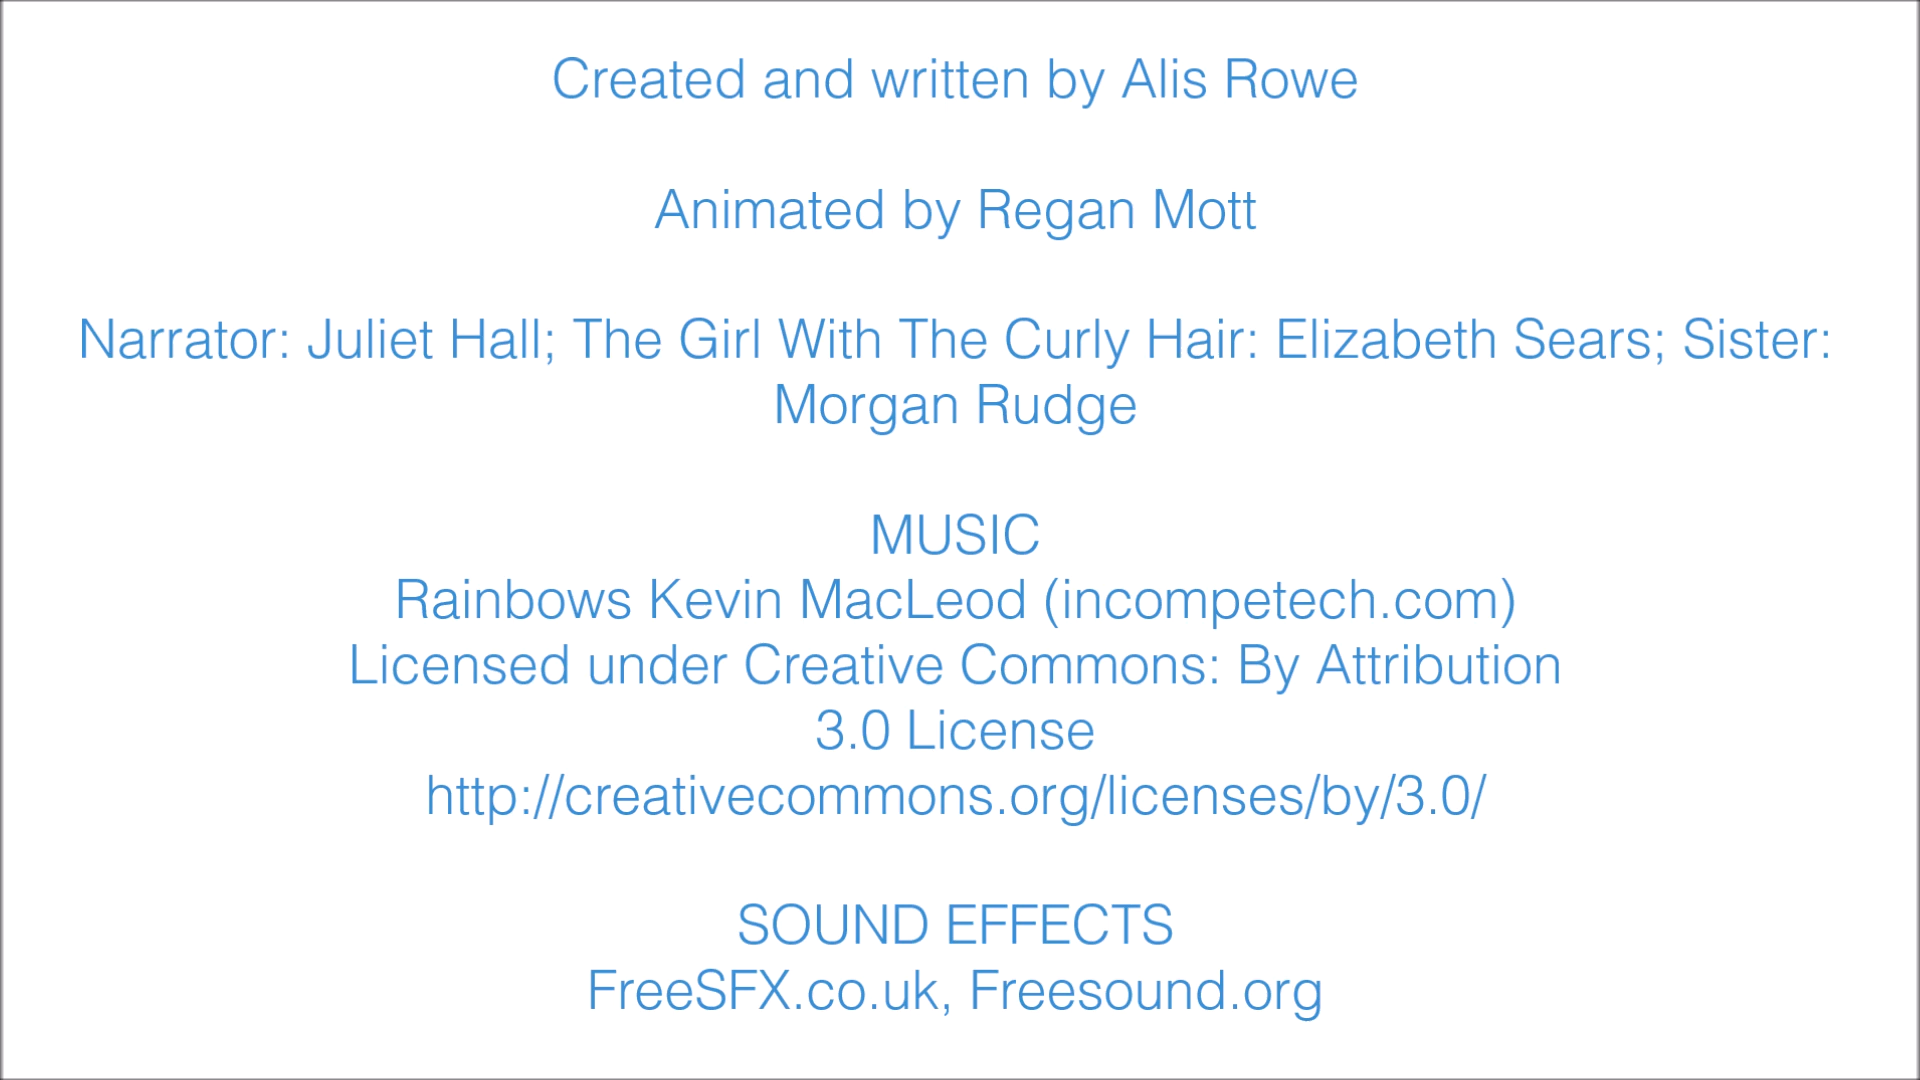 Created and written by Alis Rowe
Animated by Regan Mott
Narrator: Juliet Hall; The Girl With The Curly Hair: Elizabeth Sears; Sister:
Morgan Rudge
MUSIC
Rainbows Kevin MacLeod (incompetech.com)
Licensed under Creative Commons: By Attribution
3.0 License
http://creativecommons.org/licenses/by/3.0/
SOUND EFFECTS
FreeSFX.co.uk, Freesound.org